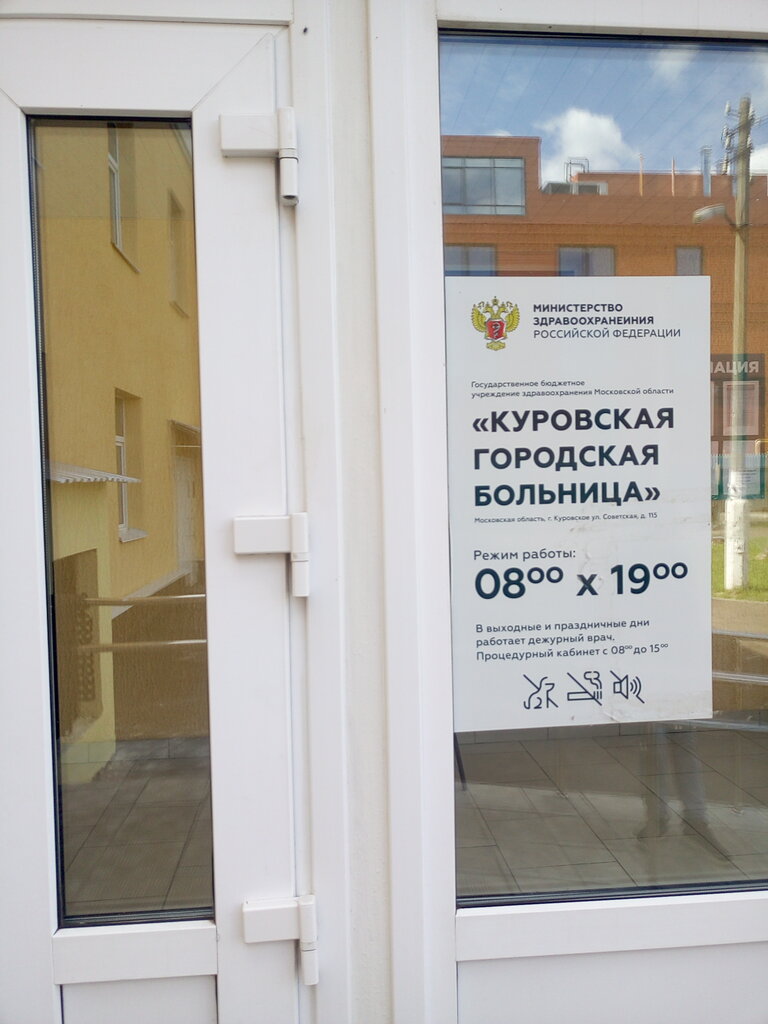 МИНИСТЕРСТВО
ЗДРАВООХРАНЕИНИЯ
РОССИЙСКОЙ ФЕДЕРАЦИИ
Государственное бюджетное
учреждение здравоохранения Московской области
«КУРОВСКАЯ
ГОРОДСКАЯ
БОЛЬНИЦА»
Московская область, г. Куровское ул. Советская, д. 115
Режим работы:
08⁰⁰ х 19⁰⁰
В выходные и праздничные дни
работает дежурный врач.
Процедурный кабинет с 08⁰⁰ до 15⁰⁰